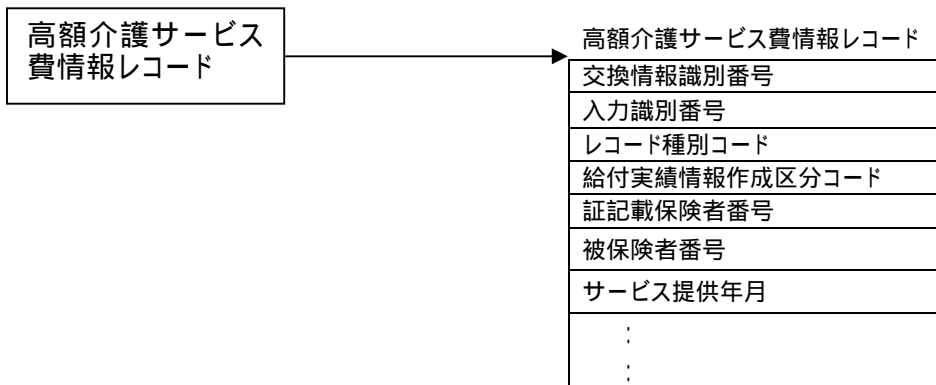 高額介護サービス
費情報レコード
高額介護サービス費情報レコード
交換情報識別番号
入力識別番号
レコード種別コード
給付実績情報作成区分コード
証記載保険者番号
被保険者番号
サービス提供年月
：
：